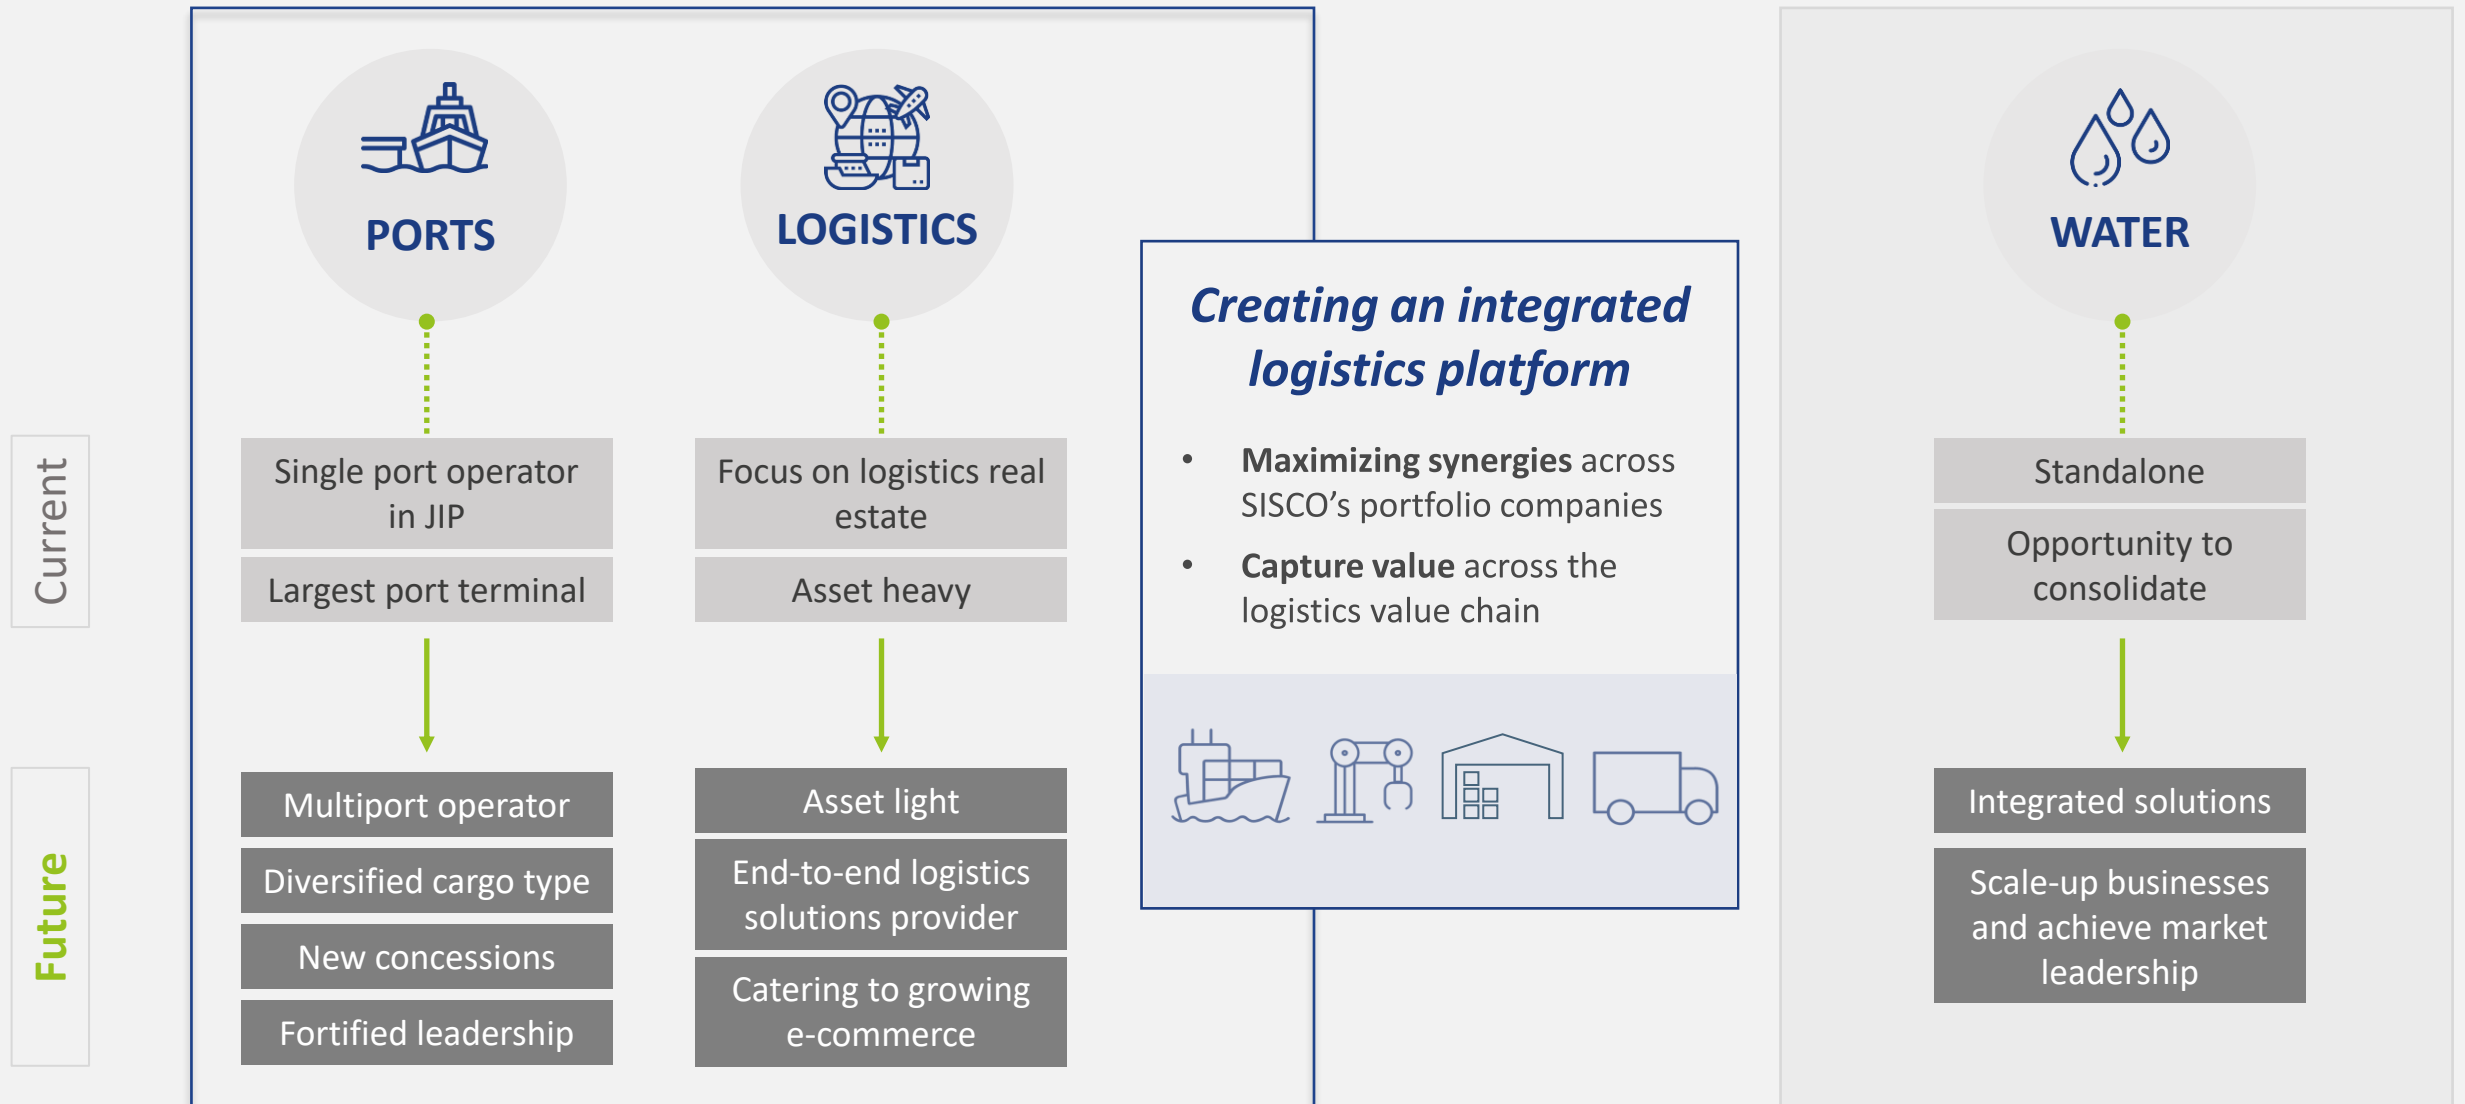 PORTS
LOGISTICS
WATER
Creating an integrated
logistics platform
• Maximizing synergies across
SISCO’s portfolio companies
• Capture value across the
logistics value chain
Current
Single port operator
in JIP
Largest port terminal
Focus on logistics real
estate
Asset heavy
Standalone
Opportunity to
consolidate
Future
Multiport operator
Diversified cargo type
New concessions
Fortified leadership
Asset light
End-to-end logistics
solutions provider
Catering to growing
e-commerce
Integrated solutions
Scale-up businesses
and achieve market
leadership